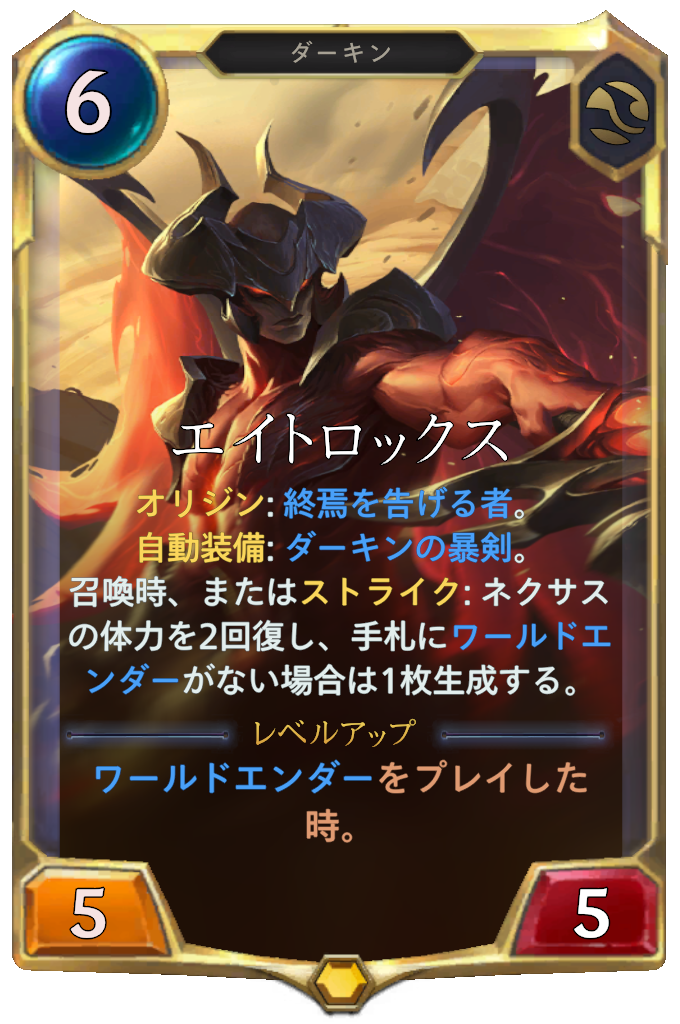 ダーキン
6
エイトロックス
オリジン: 終焉を告げる者。
自動装備: ダーキンの暴剣。
召喚時、またはストライク: ネクサス
の体力を2回復し、手札にワールドエ
ンダーがない場合は1枚生成する。
レベルアップ
ワールドエンダーをプレイした
時。
5
5